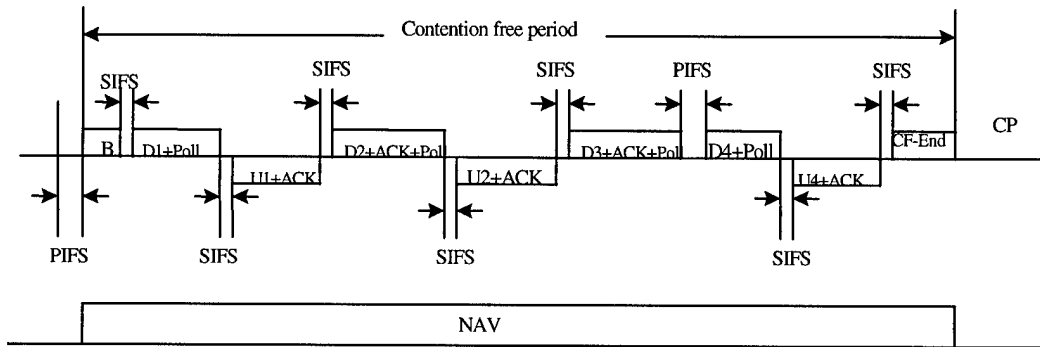 Contention free period
SIFS
SIFS
SIFS
PIFS
SIFS
CP
B
D1+Poll
D2+ACK+Poll
D3+ACK+Poll
D4+Poll
CF-End
U1+ACK
U2+ACK
U4+ACK
PIFS
SIFS
SIFS
SIFS
NAV